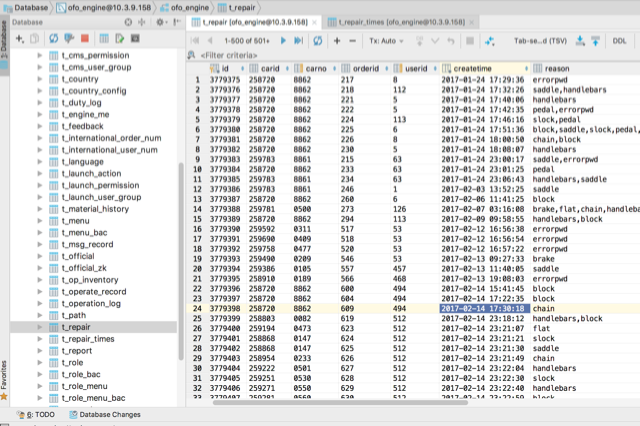 Database ofo_engine@10.3.9.158 ofo_engine t_repair
Database
t_repair [ofo_engine@10.3.9.158] t_repair_times [ofo_engine@10.3.9.158]
1-500 of 501+ Tx: Auto Tab-se...d (TSV) DDL
<Filter criteria>
1: Database
t_cms_permission
t_cms_user_group
t_country
t_country_config
t_duty_log
t_engine_me
t_feedback
t_international_order_num
t_international_user_num
t_language
t_launch_action
t_launch_permission
t_launch_user_group
t_material_history
t_menu
t_menu_bac
t_msg_record
t_official
t_official_zk
t_op_inventory
t_operate_record
t_operation_log
t_path
t_repair
t_repair_times
t_report
t_role
t_role_bac
t_role_menu
t_role_menu_bac
Favorites
id carid carno orderid userid createtime reason
1 3779375 258720 8862 217 8 2017-01-24 17:29:36 errorpwd
2 3779376 258720 8862 218 112 2017-01-24 17:32:26 saddle,handlebars
3 3779377 258720 8862 221 5 2017-01-24 17:40:06 handlebars
4 3779378 258720 8862 222 5 2017-01-24 17:42:35 pedal,errorpwd
5 3779379 258720 8862 224 113 2017-01-24 17:46:16 slock,pedal
6 3779380 258720 8862 225 6 2017-01-24 17:51:36 block,saddle,slock,pedal,
7 3779381 258720 8862 226 8 2017-01-24 18:00:50 chain,block
8 3779382 258720 8862 230 5 2017-01-24 18:08:07 handlebars
9 3779383 259783 8861 215 63 2017-01-24 23:00:17 saddle,errorpwd
10 3779384 259783 8861 233 63 2017-01-24 23:01:25 pedal
11 3779385 259783 8861 234 63 2017-01-24 23:06:43 handlebars,saddle
12 3779386 259783 8861 246 1 2017-02-03 13:52:25 saddle
13 3779387 258720 8862 260 6 2017-02-06 11:41:25 block
14 3779388 259781 0500 273 126 2017-02-07 03:16:08 brake,flat,chain,handleba
15 3779389 258720 8862 294 113 2017-02-09 09:58:55 handlebars,block
16 3779390 259592 0311 517 53 2017-02-12 16:56:38 errorpwd
17 3779391 259690 0409 518 53 2017-02-12 16:56:54 errorpwd
18 3779392 259758 0477 520 53 2017-02-12 16:57:22 errorpwd
19 3779393 259490 0209 546 53 2017-02-13 09:27:33 brake
20 3779394 259386 0105 557 457 2017-02-13 11:40:05 saddle
21 3779395 258910 0189 566 468 2017-02-13 19:08:03 errorpwd
22 3779396 258720 8862 600 494 2017-02-14 15:41:45 block
23 3779397 258720 8862 604 494 2017-02-14 17:22:35 block
24 3779398 258720 8862 609 494 2017-02-14 17:30:18 chain
25 3779399 258803 0082 619 512 2017-02-14 23:18:12 handlebars,block
26 3779400 259194 0473 623 512 2017-02-14 23:21:07 flat
27 3779401 258868 0147 624 512 2017-02-14 23:21:21 slock
28 3779402 258868 0147 625 512 2017-02-14 23:21:30 saddle
29 3779403 258954 0233 626 512 2017-02-14 23:21:49 chain
30 3779404 259222 0501 627 512 2017-02-14 23:22:04 handlebars
31 3779405 259251 0530 628 512 2017-02-14 23:22:30 slock
32 3779406 259271 0550 629 512 2017-02-14 23:22:40 handlebars
6: TODO Database Changes